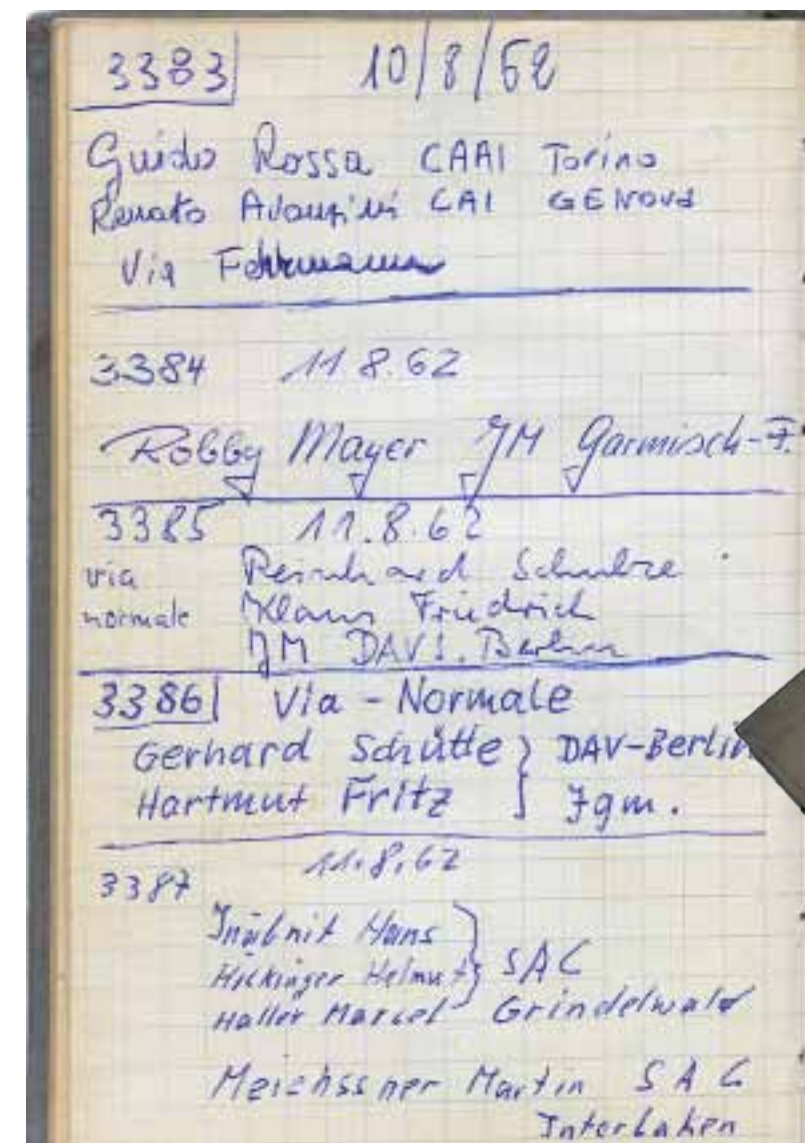 3383 10/8/62
Guido Rossa CAAI Torino
Renato Avanzini CAI GENOVA
Via Fehrmann
3384 11 8.62
Robby Mayer JM Garmisch-P.
3385 11.8.62
via Reinhard Schulze
normale Klaus Friedrich
JM DAV S. Berlin
3386 Via - Normale
Gerhard Schütte } DAV-Berlin
Hartmut Fritz } Jgm.
11.8.62
3387
Inäbnit Hans
Helmut } SAC
Haller Marcel Grindelwald
Meichssner Martin SAC
Interlaken